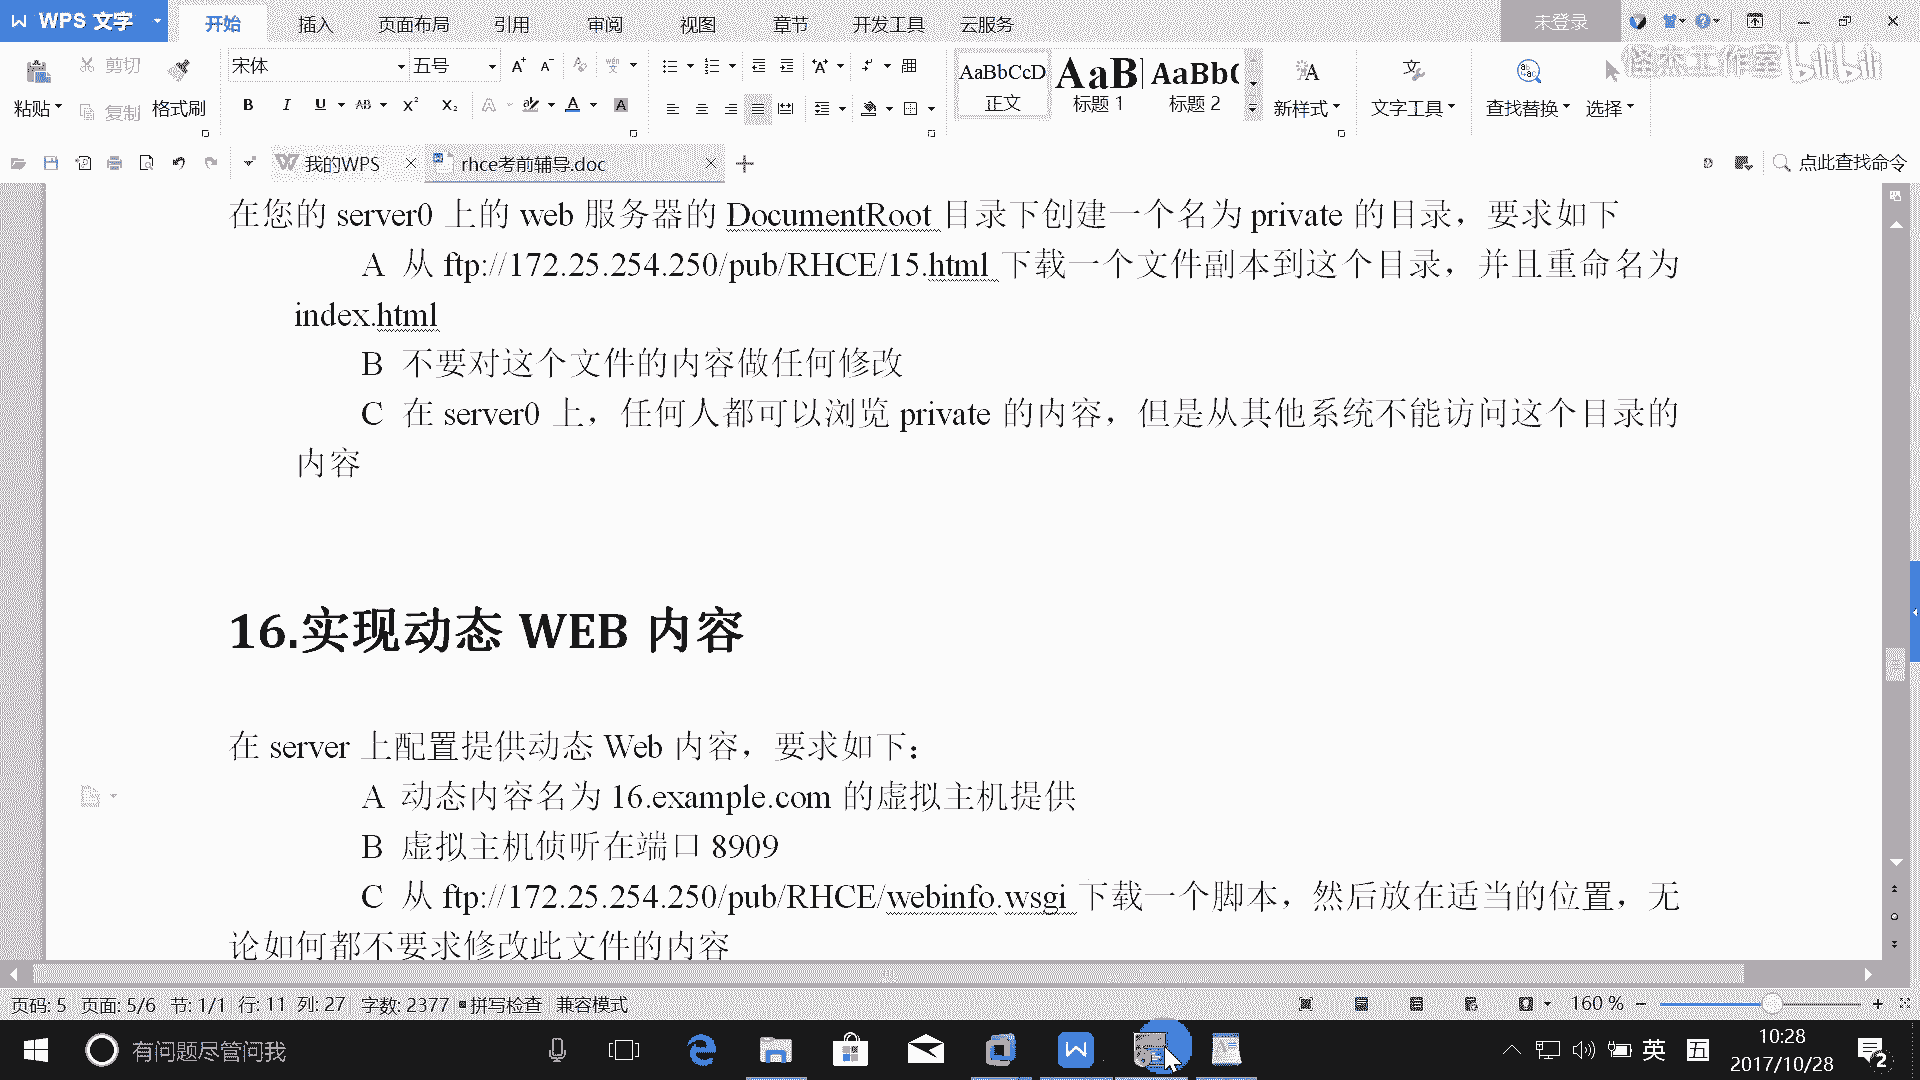 WPS 文字
开始
插入
页面布局
引用
审阅
视图
章节
开发工具
云服务
未登录
怪杰工作室 bilibili
粘贴
剪切
复制
格式刷
宋体
五号
AaBbCcD
正文
AaB
标题 1
AaBb(
标题 2
新样式
文字工具
查找替换
选择
我的WPS
rhce考前辅导.doc
点此查找命令
在您的 server0 上的 web 服务器的 DocumentRoot 目录下创建一个名为 private 的目录，要求如下
A 从 ftp://172.25.254.250/pub/RHCE/15.html 下载一个文件副本到这个目录，并且重命名为
index.html
B 不要对这个文件的内容做任何修改
C 在 server0 上，任何人都可以浏览 private 的内容，但是从其他系统不能访问这个目录的
内容
16.实现动态 WEB 内容
在 server 上配置提供动态 Web 内容，要求如下：
A 动态内容名为 16.example.com 的虚拟主机提供
B 虚拟主机侦听在端口 8909
C 从 ftp://172.25.254.250/pub/RHCE/webinfo.wsgi 下载一个脚本，然后放在适当的位置，无
论如何都不要求修改此文件的内容
页码: 5 页面: 5/6 节: 1/1 行: 11 列: 27 字数: 2377 拼写检查 兼容模式
160 %
有问题尽管问我
英
五
10:28
2017/10/28
2